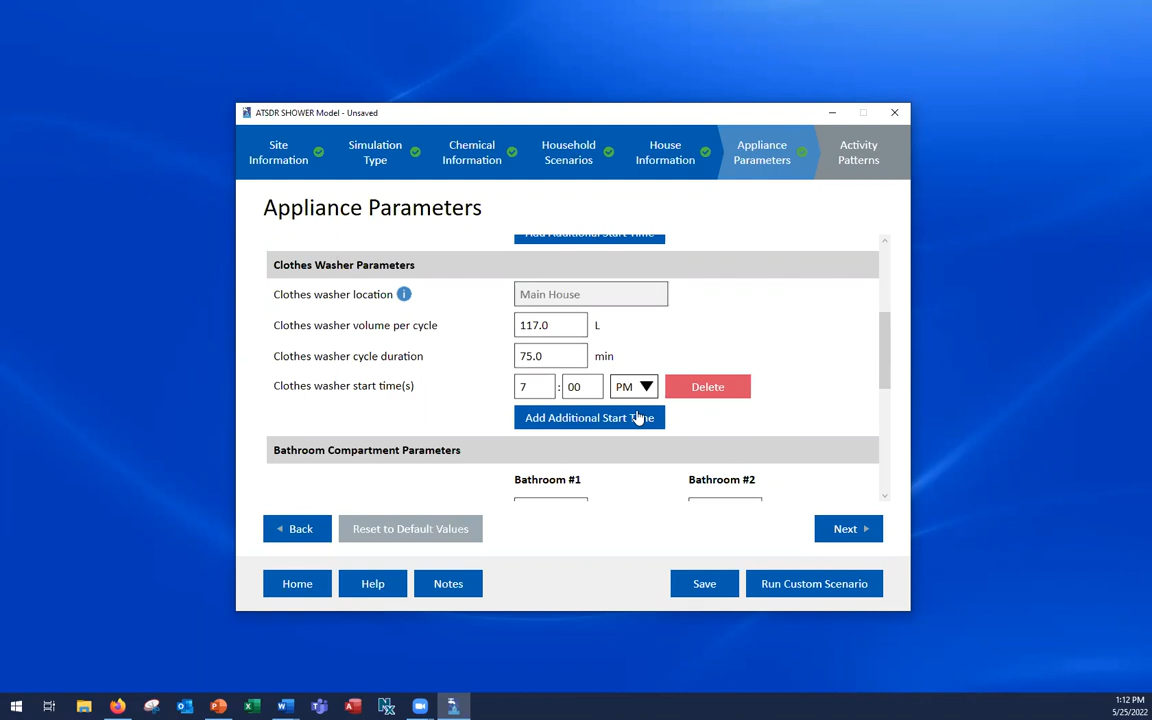 ATSDR SHOWER Model - Unsaved
Site Information
Simulation Type
Chemical Information
Household Scenarios
House Information
Appliance Parameters
Activity Patterns
Appliance Parameters
Add Additional Start Time
Clothes Washer Parameters
Clothes washer location i Main House
Clothes washer volume per cycle 117.0 L
Clothes washer cycle duration 75.0 min
Clothes washer start time(s) 7 : 00 PM Delete
Add Additional Start Time
Bathroom Compartment Parameters
Bathroom #1 Bathroom #2
Back Reset to Default Values Next
Home Help Notes Save Run Custom Scenario
1:12 PM
5/25/2022